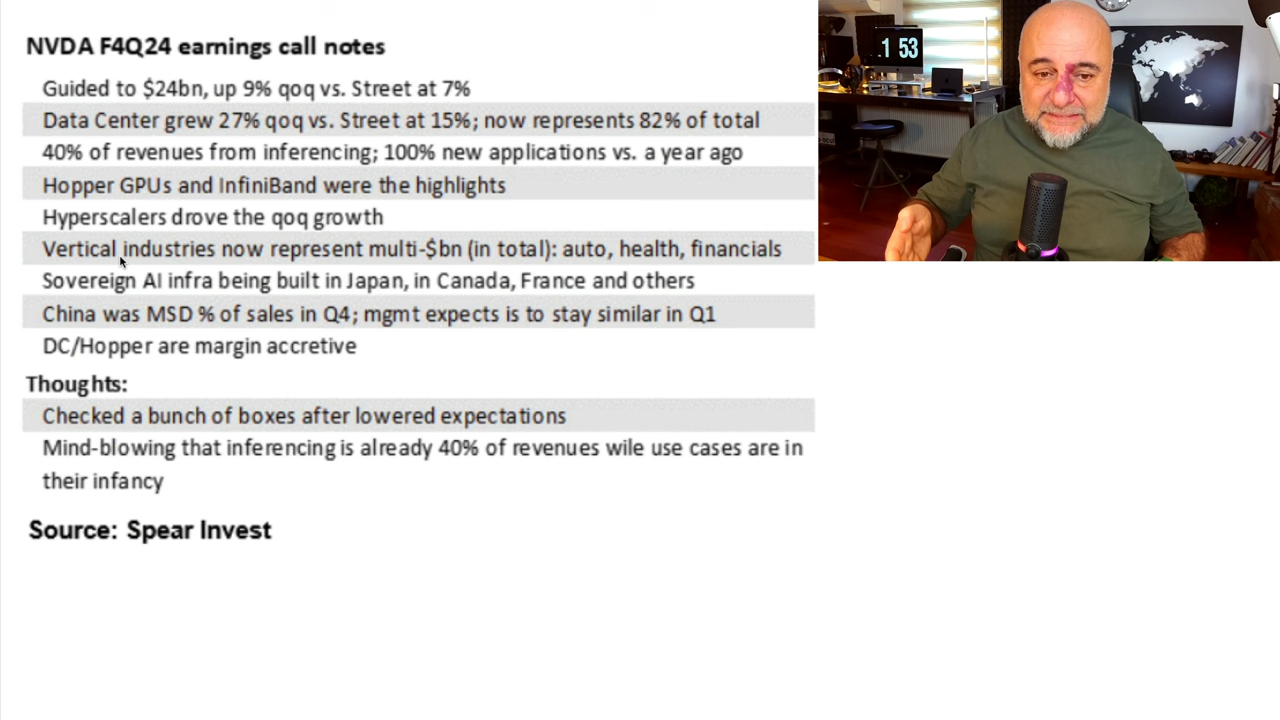 NVDA F4Q24 earnings call notes
Guided to $24bn, up 9% qoq vs. Street at 7%
Data Center grew 27% qoq vs. Street at 15%; now represents 82% of total
40% of revenues from inferencing; 100% new applications vs. a year ago
Hopper GPUs and InfiniBand were the highlights
Hyperscalers drove the qoq growth
Vertical industries now represent multi-$bn (in total): auto, health, financials
Sovereign AI infra being built in Japan, in Canada, France and others
China was MSD % of sales in Q4; mgmt expects is to stay similar in Q1
DC/Hopper are margin accretive
Thoughts:
Checked a bunch of boxes after lowered expectations
Mind-blowing that inferencing is already 40% of revenues wile use cases are in
their infancy
Source: Spear Invest
1 53